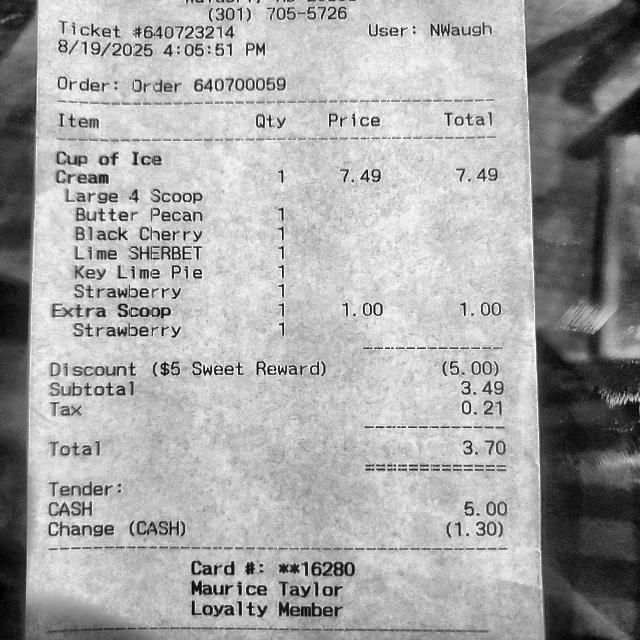 (301) 705-5726
Ticket #640723214 User: NWaugh
8/19/2025 4:05:51 PM
Order: Order 640700059
Item Qty Price Total
Cup of Ice
Cream 1 7.49 7.49
Large 4 Scoop
Butter Pecan 1
Black Cherry 1
Lime SHERBET 1
Key Lime Pie 1
Strawberry 1
Extra Scoop 1 1.00 1.00
Strawberry 1
Discount ($5 Sweet Reward) (5.00)
Subtotal 3.49
Tax 0.21
Total 3.70
Tender:
CASH 5.00
Change (CASH) (1.30)
Card #: **16280
Maurice Taylor
Loyalty Member